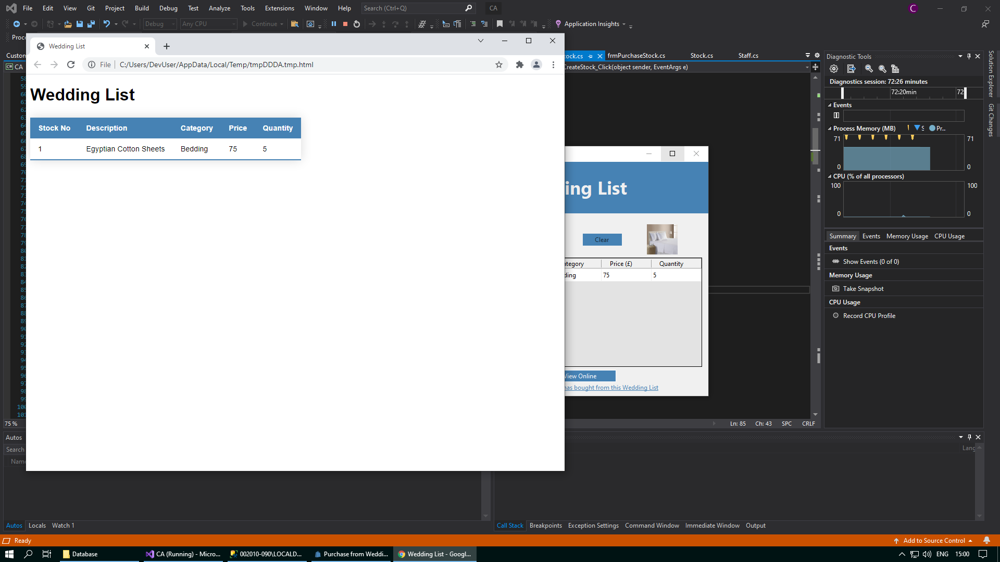 File Edit View Git Project Build Debug Test Analyze Tools Extensions Window Help Search (Ctrl+Q) CA C
Debug Any CPU Continue Application Insights
Wedding List
File C:/Users/DevUser/AppData/Local/Temp/tmpDDDA.tmp.html
Wedding List
Stock No Description Category Price Quantity
1 Egyptian Cotton Sheets Bedding 75 5
tock.cs frmPurchaseStock.cs Stock.cs Staff.cs
CreateStock_Click(object sender, EventArgs e)
CA
ing List
Clear
ategory Price (£) Quantity
ding 75 5
View Online
has bought from this Wedding List
75 % Ln: 85 Ch: 43 SPC CRLF
Diagnostic Tools
Diagnostics session: 72:26 minutes
72:20min 72
Events
Process Memory (MB) S Pr...
71 71
0 0
CPU (% of all processors)
100 100
0 0
Summary Events Memory Usage CPU Usage
Events
Show Events (0 of 0)
Memory Usage
Take Snapshot
CPU Usage
Record CPU Profile
Solution Explorer
Git Changes
Autos
Search
Name
Lang
Autos Locals Watch 1
Call Stack Breakpoints Exception Settings Command Window Immediate Window Output
Ready Add to Source Control
Database CA (Running) - Micro... 002010-090\LOCALD... Purchase from Weddi... Wedding List - Googl... ENG 15:00